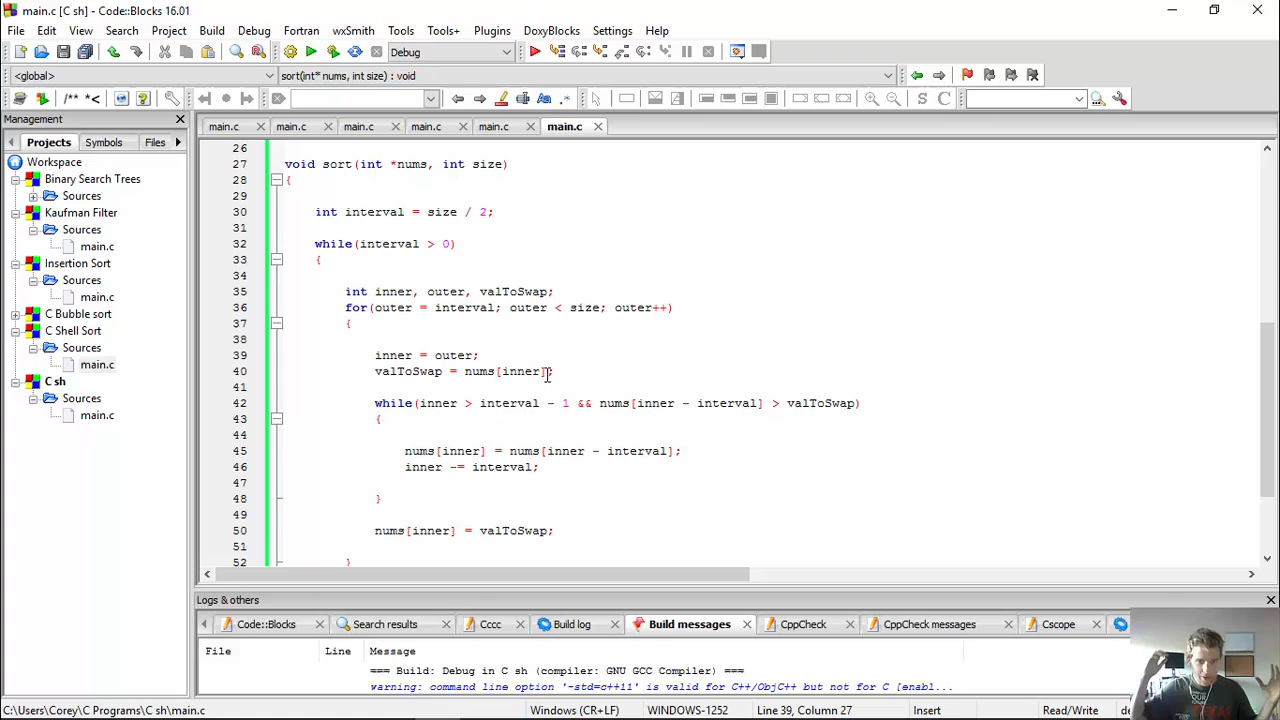 main.c [C sh] - Code::Blocks 16.01
File Edit View Search Project Build Debug Fortran wxSmith Tools Tools+ Plugins DoxyBlocks Settings Help
Debug
<global> sort(int* nums, int size) : void
/** *<
S C
Management
Projects Symbols Files
main.c main.c main.c main.c main.c main.c
Workspace
Binary Search Trees
Sources
Kaufman Filter
Sources
main.c
Insertion Sort
Sources
main.c
C Bubble sort
C Shell Sort
Sources
main.c
C sh
Sources
main.c
26
27 void sort(int *nums, int size)
28 {
29
30 int interval = size / 2;
31
32 while(interval > 0)
33 {
34
35 int inner, outer, valToSwap;
36 for(outer = interval; outer < size; outer++)
37 {
38
39 inner = outer;
40 valToSwap = nums[inner];
41
42 while(inner > interval - 1 && nums[inner - interval] > valToSwap)
43 {
44
45 nums[inner] = nums[inner - interval];
46 inner -= interval;
47
48 }
49
50 nums[inner] = valToSwap;
51
52 }
Logs & others
Code::Blocks Search results Cccc Build log Build messages CppCheck CppCheck messages Cscope
File Line Message
=== Build: Debug in C sh (compiler: GNU GCC Compiler) ===
warning: command line option '-std=c++11' is valid for C++/ObjC++ but not for C [enabl...
C:\Users\Corey\C Programs\C sh\main.c Windows (CR+LF) WINDOWS-1252 Line 39, Column 27 Insert Read/Write